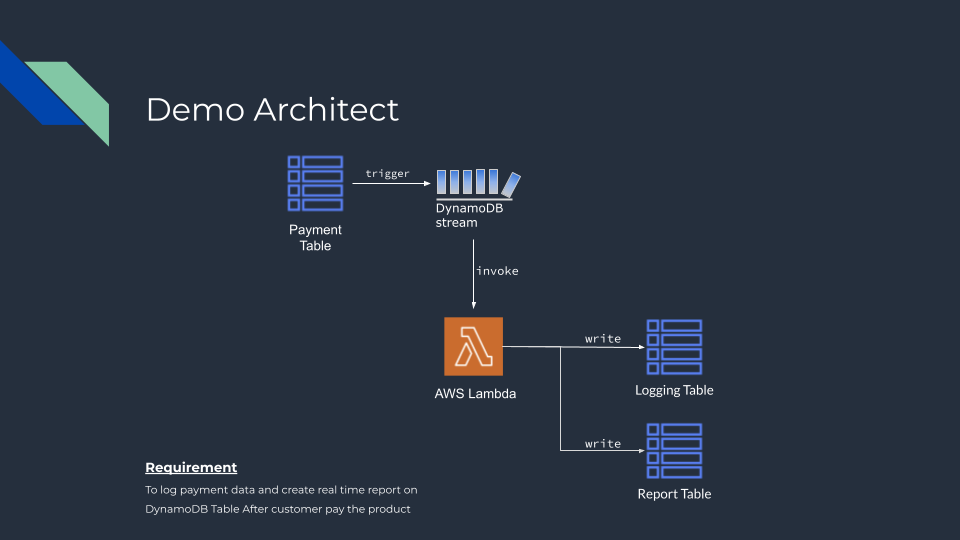 Demo Architect
trigger
DynamoDB
stream
Payment
Table
invoke
write
AWS Lambda
Logging Table
write
Report Table
Requirement
To log payment data and create real time report on
DynamoDB Table After customer pay the product